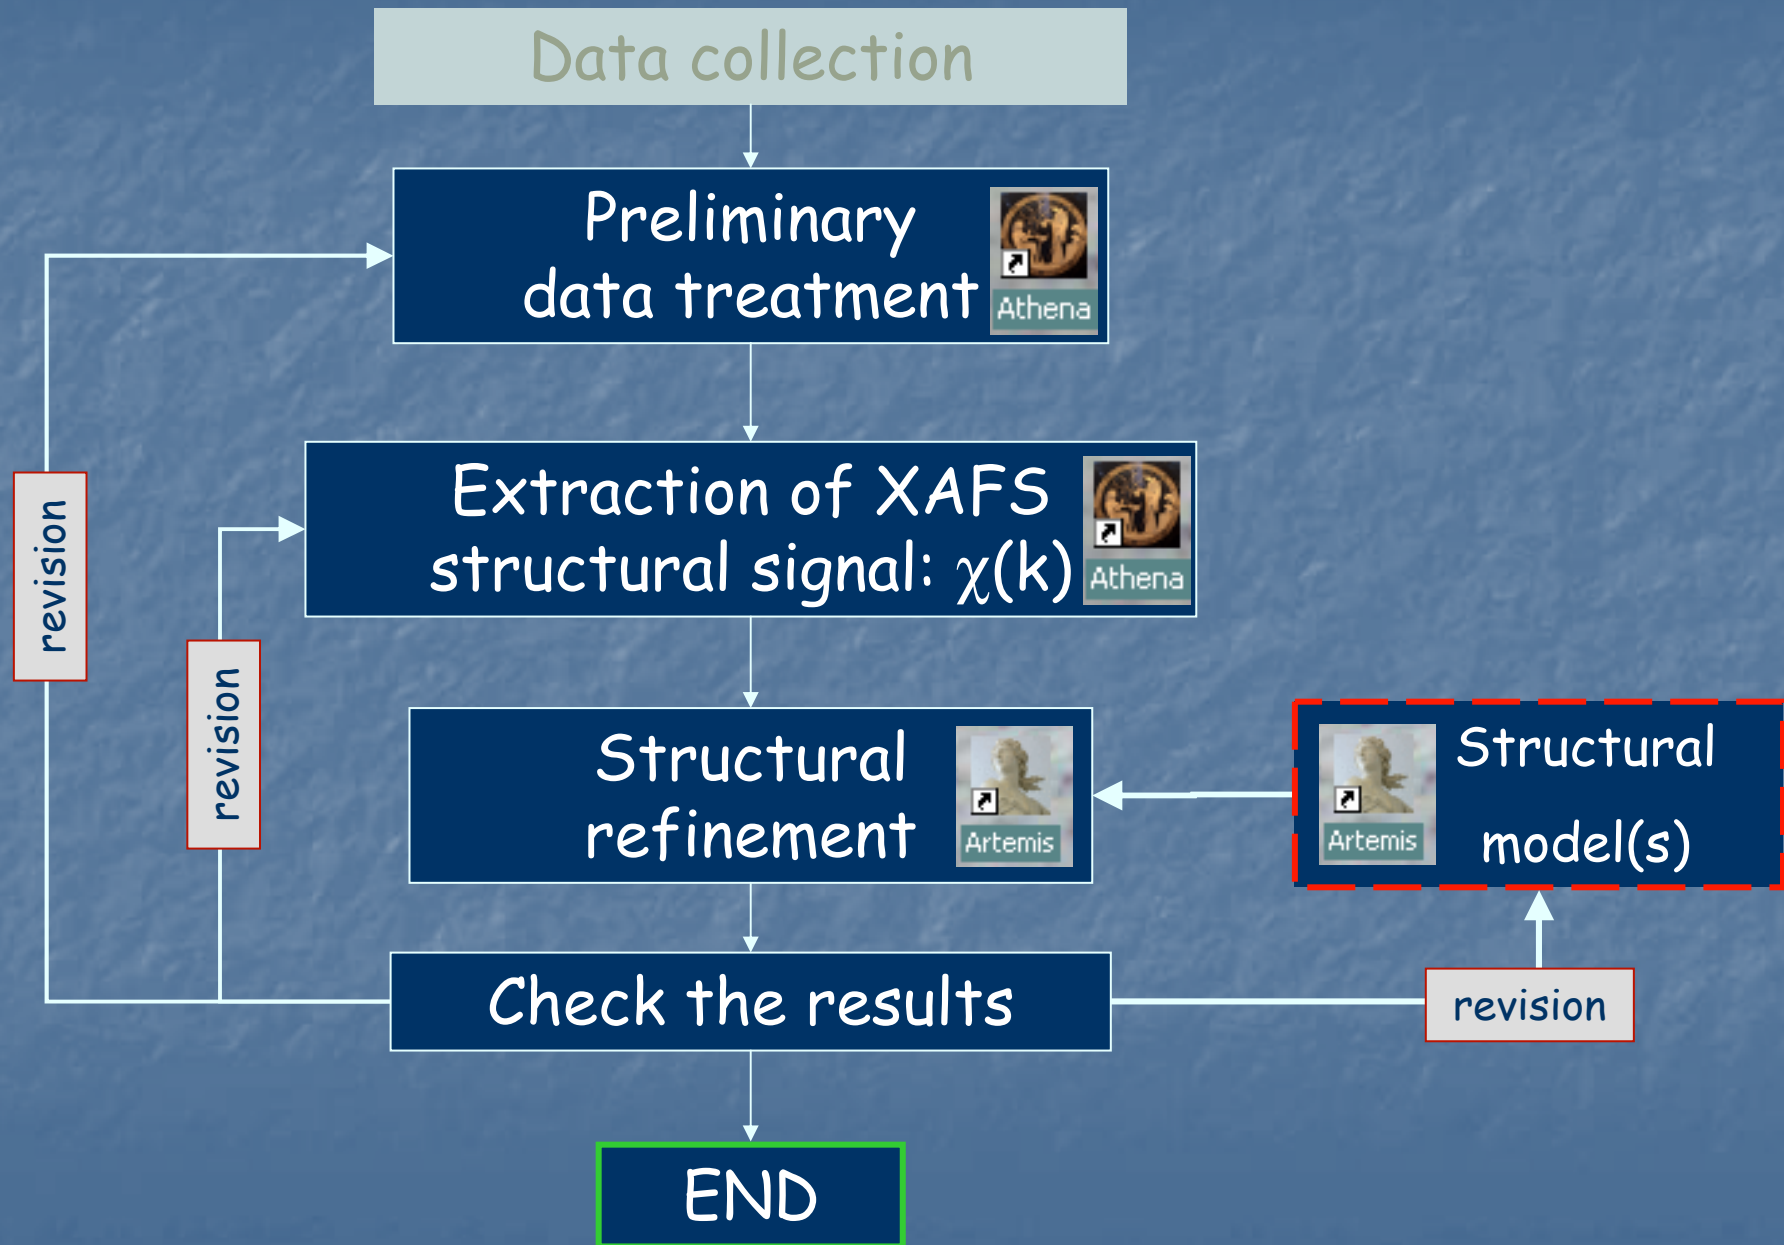 Data collection
Preliminary
data treatment
Athena
Extraction of XAFS
structural signal: χ(k)
Athena
revision
revision
Structural
refinement
Artemis
Artemis
Structural
model(s)
Check the results
revision
END